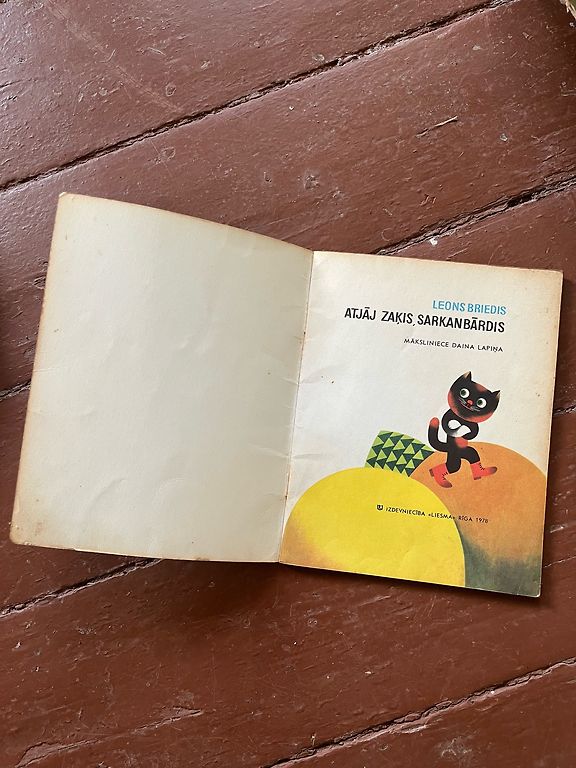 LEONS BRIEDIS
ATJĀJ ZAĶIS, SARKANBĀRDIS
MĀKSLINIECE DAINA LAPIŅA
IZDEVNIECĪBA «LIESMA» RĪGA 1978